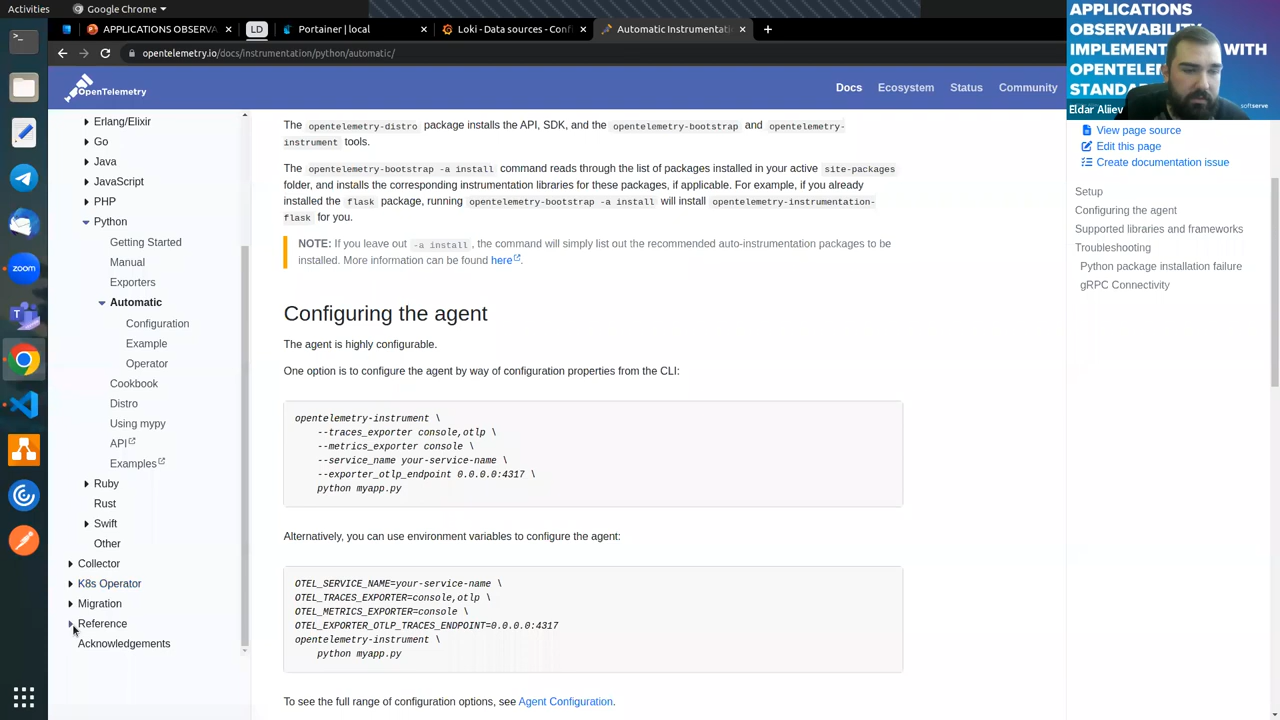 Activities
Google Chrome
APPLICATIONS OBSERVA
LD
Portainer | local
Loki - Data sources - Confi
Automatic Instrumentati
opentelemetry.io/docs/instrumentation/python/automatic/
OpenTelemetry
Docs
Ecosystem
Status
Community
APPLICATIONS
OBSERVABILITY
WITH
STANDA
softserve
Eldar Aliiev
zoom
Erlang/Elixir
Go
Java
JavaScript
PHP
Python
Getting Started
Manual
Exporters
Automatic
Configuration
Example
Operator
Cookbook
Distro
Using mypy
API
Examples
Ruby
Rust
Swift
Other
Collector
K8s Operator
Migration
Reference
Acknowledgements
The opentelemetry-distro package installs the API, SDK, and the opentelemetry-bootstrap and opentelemetry-
instrument tools.
The opentelemetry-bootstrap -a install command reads through the list of packages installed in your active site-packages
folder, and installs the corresponding instrumentation libraries for these packages, if applicable. For example, if you already
installed the flask package, running opentelemetry-bootstrap -a install will install opentelemetry-instrumentation-
flask for you.
NOTE: If you leave out -a install, the command will simply list out the recommended auto-instrumentation packages to be
installed. More information can be found here.
Configuring the agent
The agent is highly configurable.
One option is to configure the agent by way of configuration properties from the CLI:
opentelemetry-instrument \
--traces_exporter console,otlp \
--metrics_exporter console \
--service_name your-service-name \
--exporter_otlp_endpoint 0.0.0.0:4317 \
python myapp.py
Alternatively, you can use environment variables to configure the agent:
OTEL_SERVICE_NAME=your-service-name \
OTEL_TRACES_EXPORTER=console,otlp \
OTEL_METRICS_EXPORTER=console \
OTEL_EXPORTER_OTLP_TRACES_ENDPOINT=0.0.0.0:4317
opentelemetry-instrument \
python myapp.py
To see the full range of configuration options, see Agent Configuration.
View page source
Edit this page
Create documentation issue
Setup
Configuring the agent
Supported libraries and frameworks
Troubleshooting
Python package installation failure
gRPC Connectivity